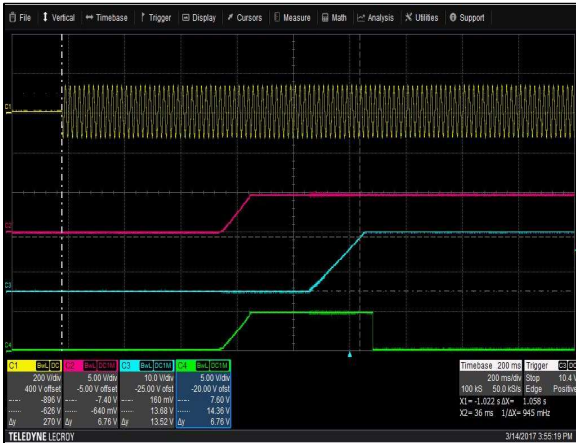 File Vertical Timebase Trigger Display Cursors Measure Math Analysis Utilities Support
C1
C2
C3
C4
C1 BwL DC C2 BwL DC1M C3 BwL DC1M C4 BwL DC1M
200 V/div 5.00 V/div 10.0 V/div 5.00 V/div
400 V ofset -5.00 V offset -25.00 V ofst -20.00 V ofst
-896 V -7.40 V 160 mV 7.60 V
-626 V -640 mV 13.68 V 14.36 V
Δy 270 V Δy 6.76 V Δy 13.52 V Δy 6.76 V
Timebase 200 ms Trigger C3 DC
200 ms/div Stop 10.4 V
100 kS 50.0 kS/s Edge Positive
X1= -1.022 s ΔX= 1.058 s
X2= 36 ms 1/ΔX= 945 mHz
TELEDYNE LECROY 3/14/2017 3:55:19 PM